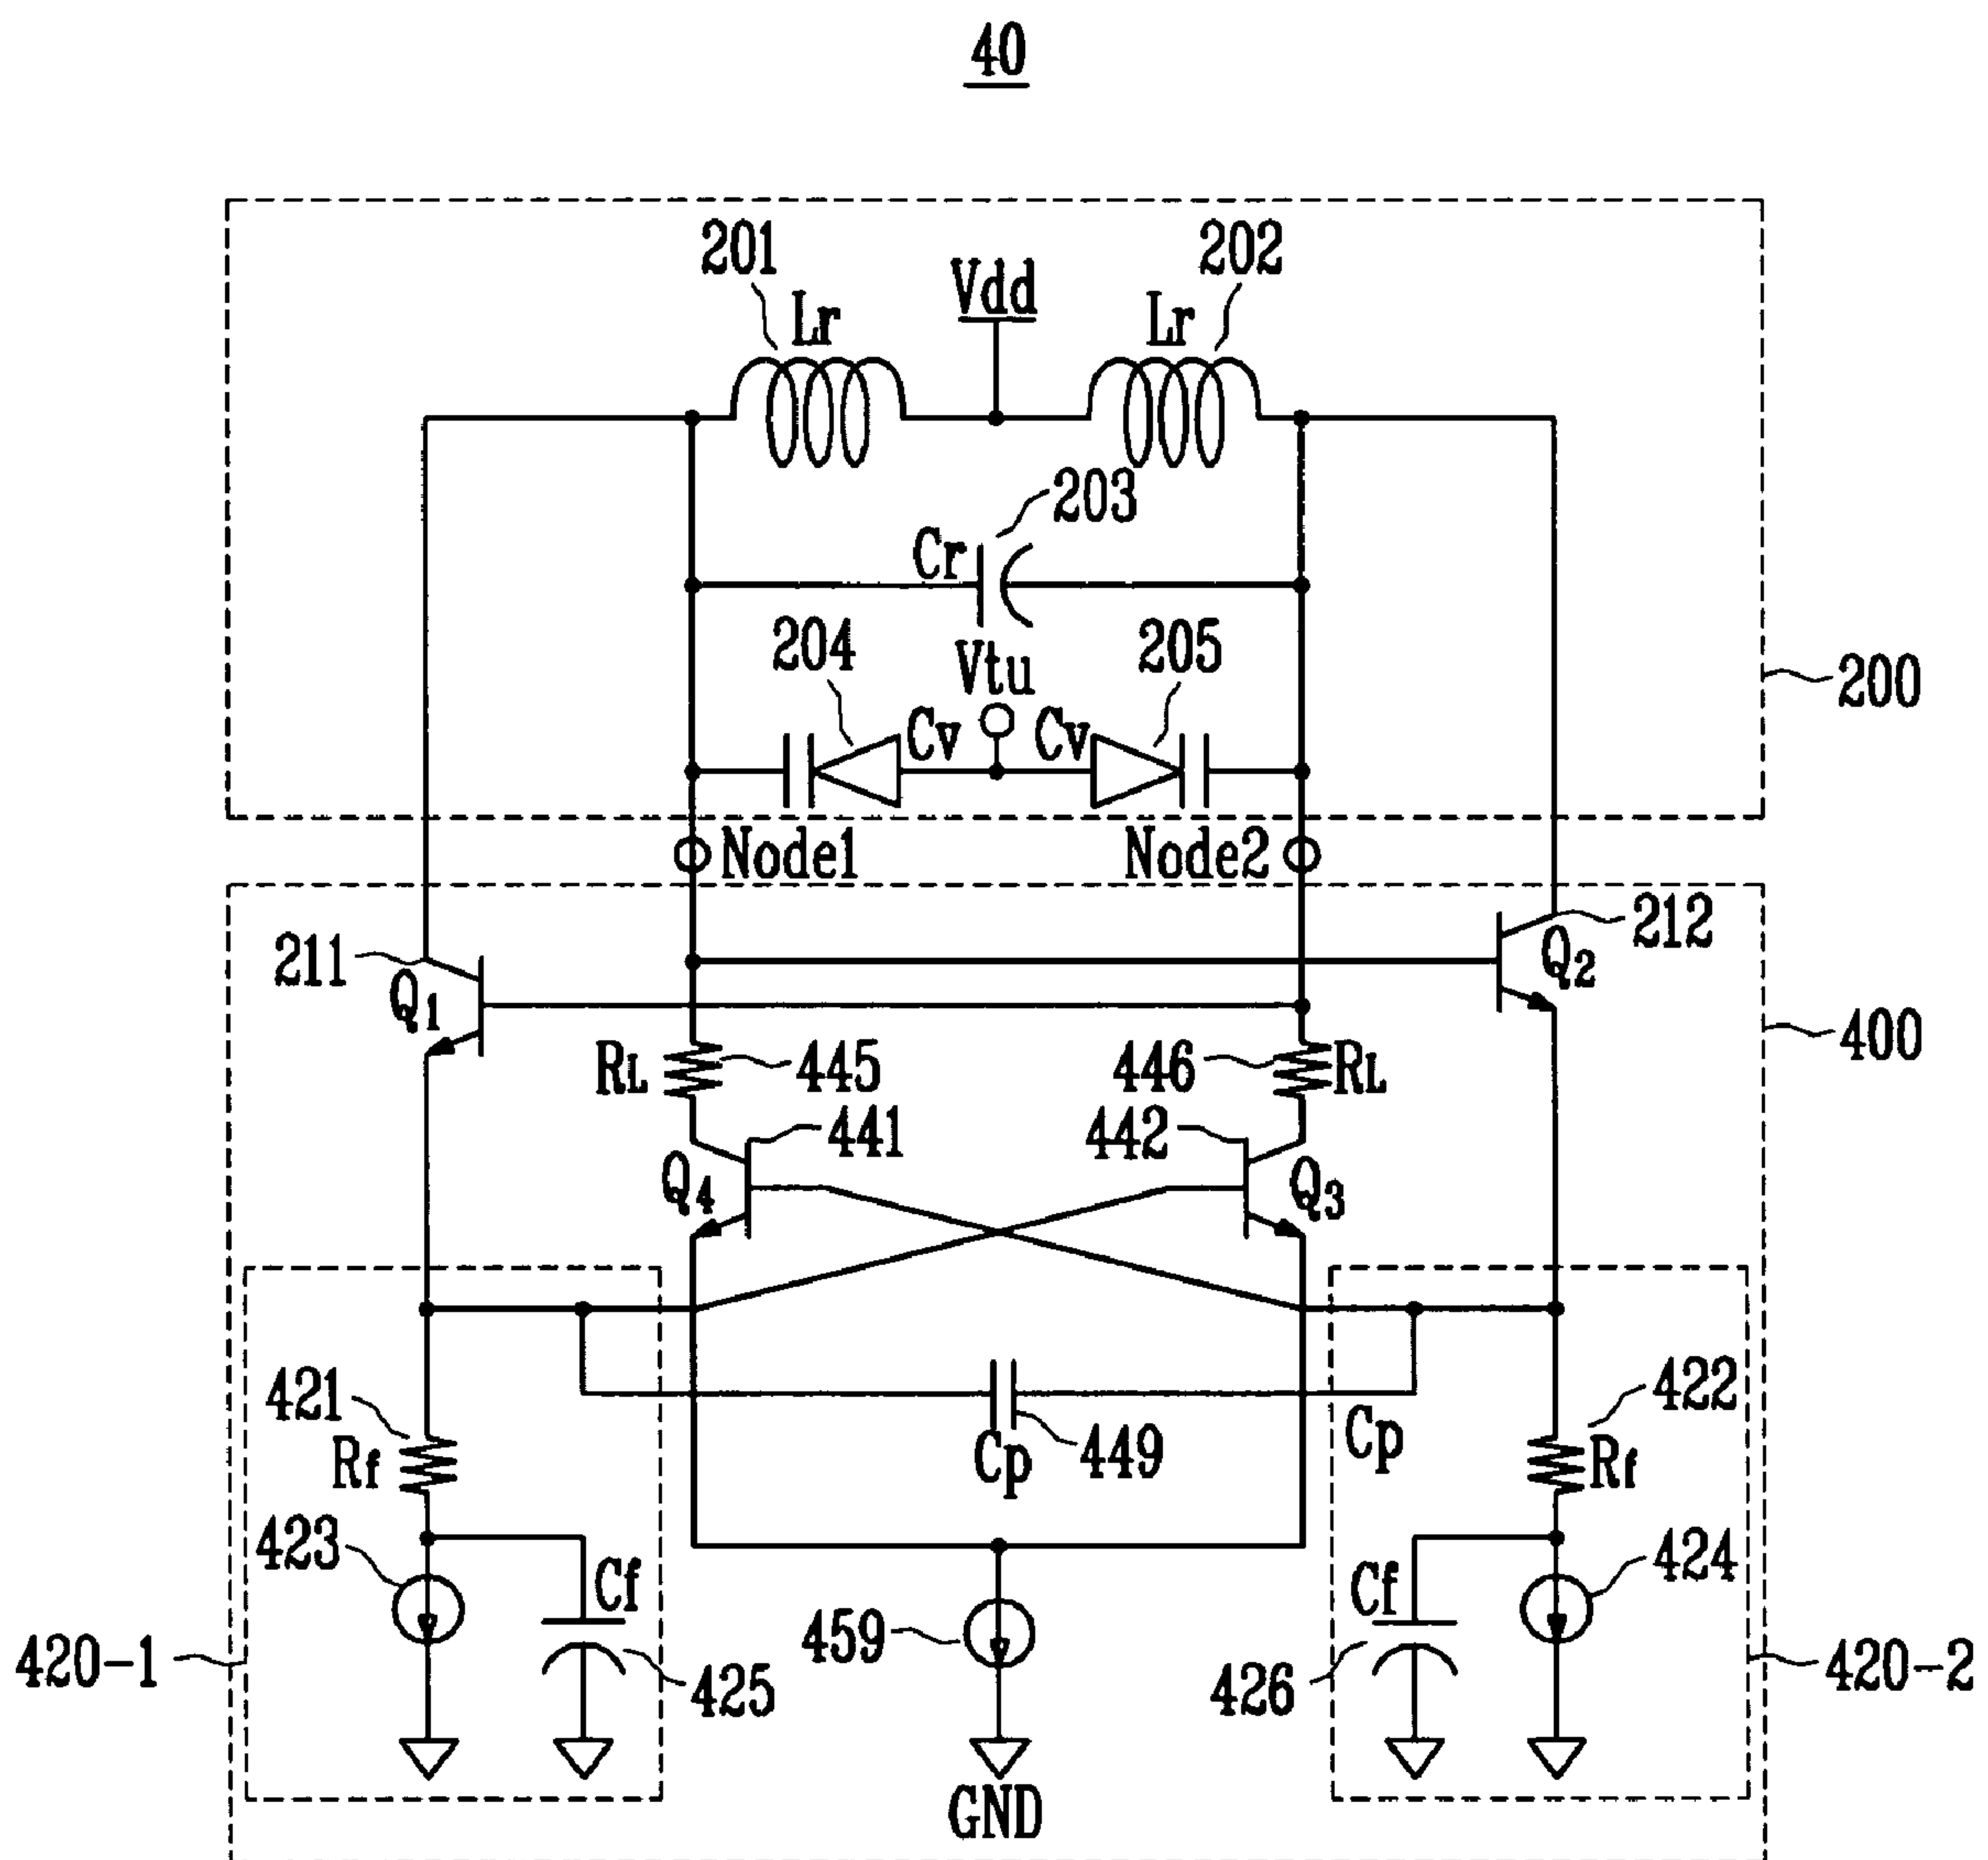 40
201
202
Lr
Vdd
Lr
203
Cr
204
Vtu
205
Cv
Cv
200
Node1
Node2
211
Q1
212
Q2
400
RL
445
446
RL
441
442
Q4
Q3
421
Rf
422
Rf
Cp
449
Cp
423
Cf
424
Cf
459
420-1
425
426
420-2
GND